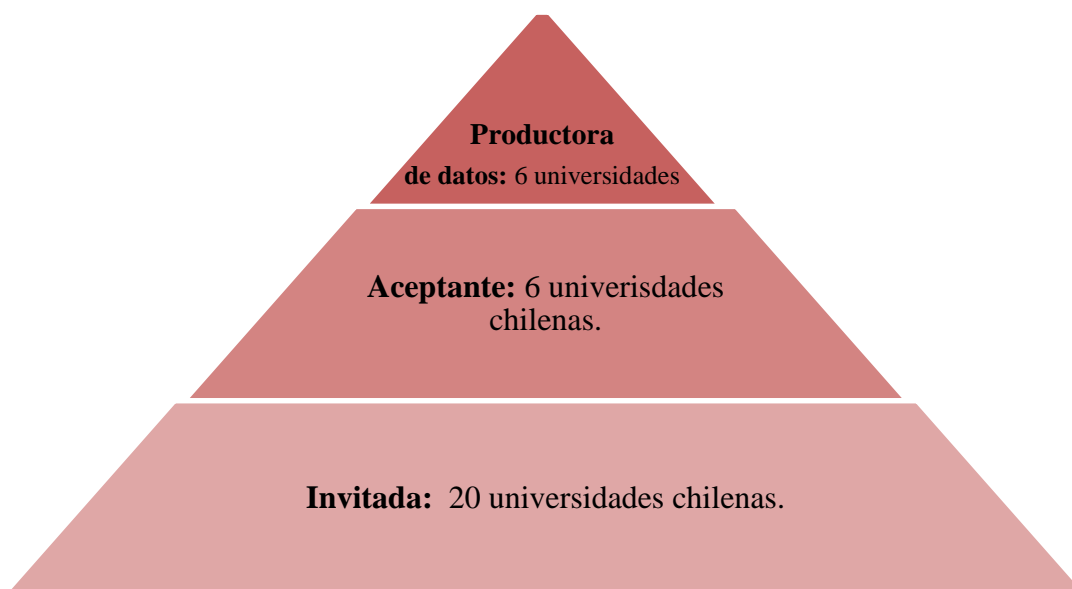 Productora
de datos: 6 universidades
Aceptante: 6 univerisdades
chilenas.
Invitada: 20 universidades chilenas.